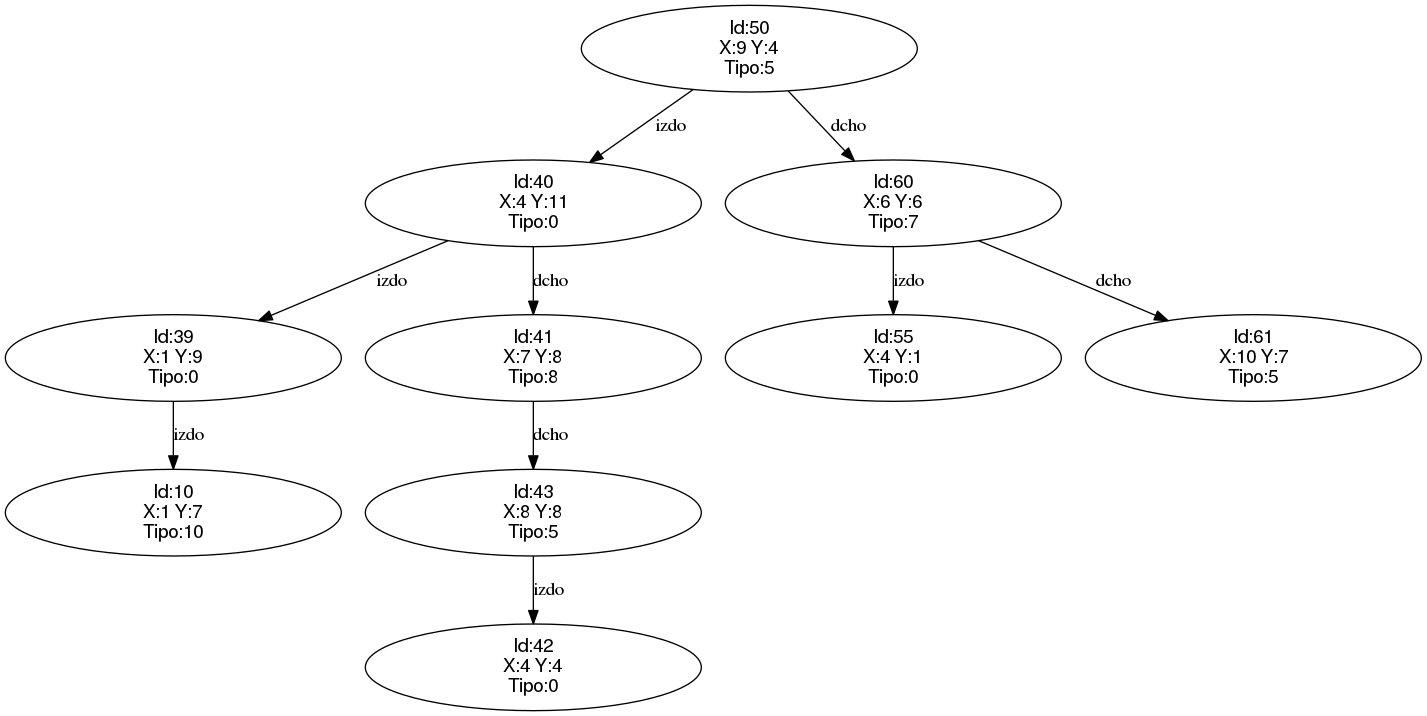 Id:50
X:9 Y:4
Tipo:5
izdo
dcho
Id:40
X:4 Y:11
Tipo:0
Id:60
X:6 Y:6
Tipo:7
izdo
dcho
izdo
dcho
Id:39
X:1 Y:9
Tipo:0
Id:41
X:7 Y:8
Tipo:8
Id:55
X:4 Y:1
Tipo:0
Id:61
X:10 Y:7
Tipo:5
izdo
dcho
Id:10
X:1 Y:7
Tipo:10
Id:43
X:8 Y:8
Tipo:5
izdo
Id:42
X:4 Y:4
Tipo:0